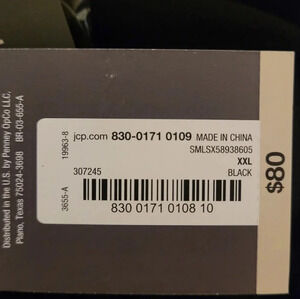 Distributed in the U.S. by Penney OpCo LLC,
Plano, Texas 75024-3698 BR-03-655-A
19963-8
3655-A
jcp.com 830-0171 0109 MADE IN CHINA
SMLSX58938605
XXL
307245 BLACK
830 0171 0108 10
$80